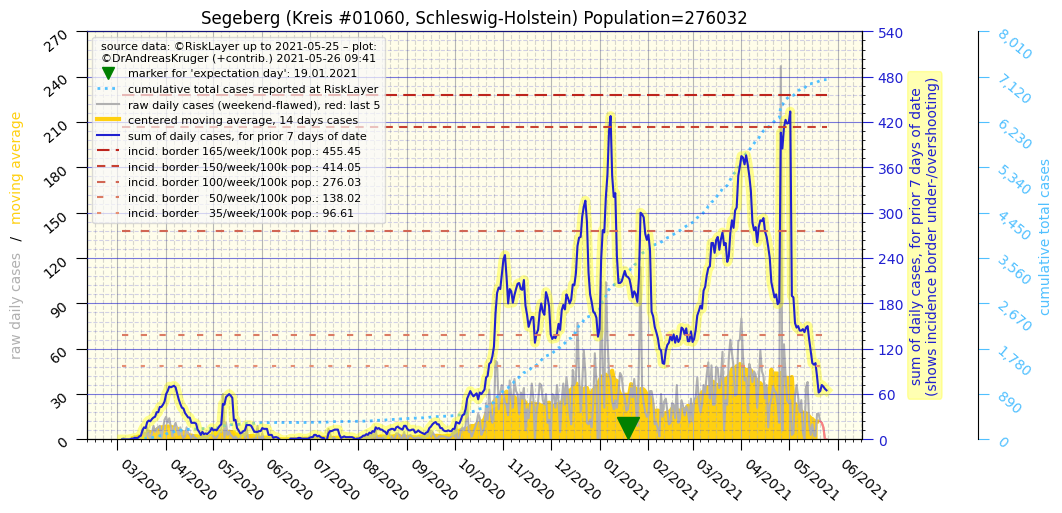 Segeberg (Kreis #01060, Schleswig-Holstein) Population=276032
source data: ©RiskLayer up to 2021-05-25 – plot:
©DrAndreasKruger (+contrib.) 2021-05-26 09:41
marker for 'expectation day': 19.01.2021
cumulative total cases reported at RiskLayer
raw daily cases (weekend-flawed), red: last 5
centered moving average, 14 days cases
sum of daily cases, for prior 7 days of date
incid. border 165/week/100k pop.: 455.45
incid. border 150/week/100k pop.: 414.05
incid. border 100/week/100k pop.: 276.03
incid. border   50/week/100k pop.: 138.02
incid. border   35/week/100k pop.: 96.61
raw daily cases  /  moving average
270
240
210
180
150
120
90
60
30
0
03/2020
04/2020
05/2020
06/2020
07/2020
08/2020
09/2020
10/2020
11/2020
12/2020
01/2021
02/2021
03/2021
04/2021
05/2021
06/2021
540
480
420
360
300
240
180
120
60
0
sum of daily cases, for prior 7 days of date
(shows incidence border under-/overshooting)
8,010
7,120
6,230
5,340
4,450
3,560
2,670
1,780
890
0
cumulative total cases